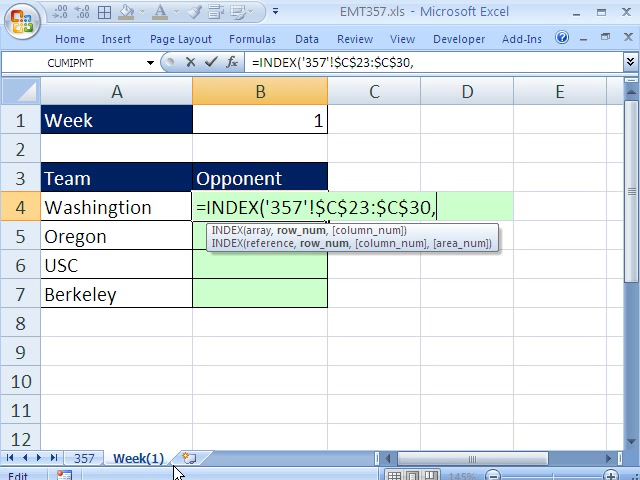 EMT357.xls - Microsoft Excel
Home Insert Page Layout Formulas Data Review View Developer Add-Ins
CUMIPMT =INDEX('357'!$C$23:$C$30,
A B C D E
1 Week 1
2
3 Team Opponent
4 Washingtion =INDEX('357'!$C$23:$C$30,
INDEX(array, row_num, [column_num])
INDEX(reference, row_num, [column_num], [area_num])
5 Oregon
6 USC
7 Berkeley
8
9
10
11
12
357 Week(1)
Edit 145%